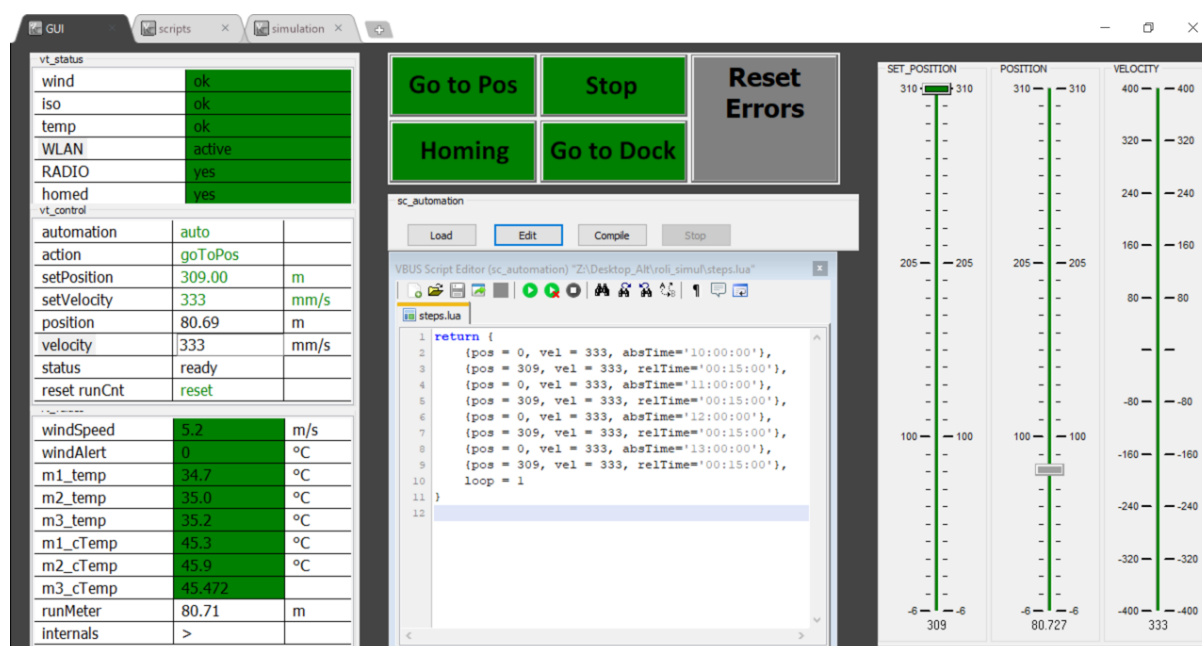 GUI × scripts × simulation ×
vt_status
wind ok
iso ok
temp ok
WLAN active
RADIO yes
homed yes
vt_control
automation auto
action goToPos
setPosition 309.00 m
setVelocity 333 mm/s
position 80.69 m
velocity 333 mm/s
status ready
reset runCnt reset
windSpeed 5.2 m/s
windAlert 0 °C
m1_temp 34.7 °C
m2_temp 35.0 °C
m3_temp 35.2 °C
m1_cTemp 45.3 °C
m2_cTemp 45.9 °C
m3_cTemp 45.472
runMeter 80.71 m
internals >
Go to Pos Stop
Homing Go to Dock
Reset
Errors
sc_automation
Load Edit Compile Stop
VBUS Script Editor (sc_automation) "Z:\Desktop_Alt\roli_simul\steps.lua" x
steps.lua
1 return {
2 {pos = 0, vel = 333, absTime='10:00:00'},
3 {pos = 309, vel = 333, relTime='00:15:00'},
4 {pos = 0, vel = 333, absTime='11:00:00'},
5 {pos = 309, vel = 333, relTime='00:15:00'},
6 {pos = 0, vel = 333, absTime='12:00:00'},
7 {pos = 309, vel = 333, relTime='00:15:00'},
8 {pos = 0, vel = 333, absTime='13:00:00'},
9 {pos = 309, vel = 333, relTime='00:15:00'},
10 loop = 1
11 }
12
SET_POSITION
310 310
205 205
100 100
-6 -6
309
POSITION
310 310
205 205
100 100
-6 -6
80.727
VELOCITY
400 400
320 320
240 240
160 160
80 80
-80 -80
-160 -160
-240 -240
-320 -320
-400 -400
333